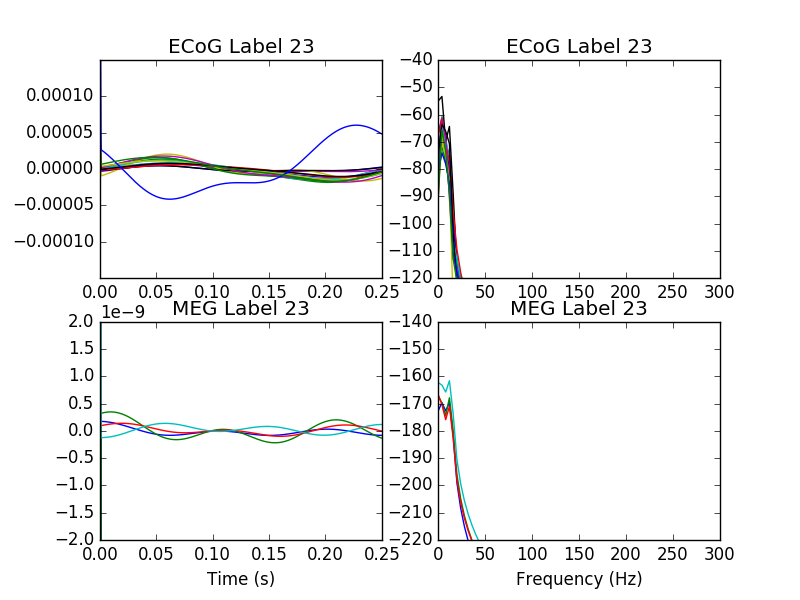 ECoG Label 23
0.00010
0.00005
0.00000
−0.00005
−0.00010
0.00 0.05 0.10 0.15 0.20 0.25
ECoG Label 23
−40
−50
−60
−70
−80
−90
−100
−110
−120
0 50 100 150 200 250 300
MEG Label 23
1e−9
2.0
1.5
1.0
0.5
0.0
−0.5
−1.0
−1.5
−2.0
0.00 0.05 0.10 0.15 0.20 0.25
Time (s)
MEG Label 23
−140
−150
−160
−170
−180
−190
−200
−210
−220
0 50 100 150 200 250 300
Frequency (Hz)